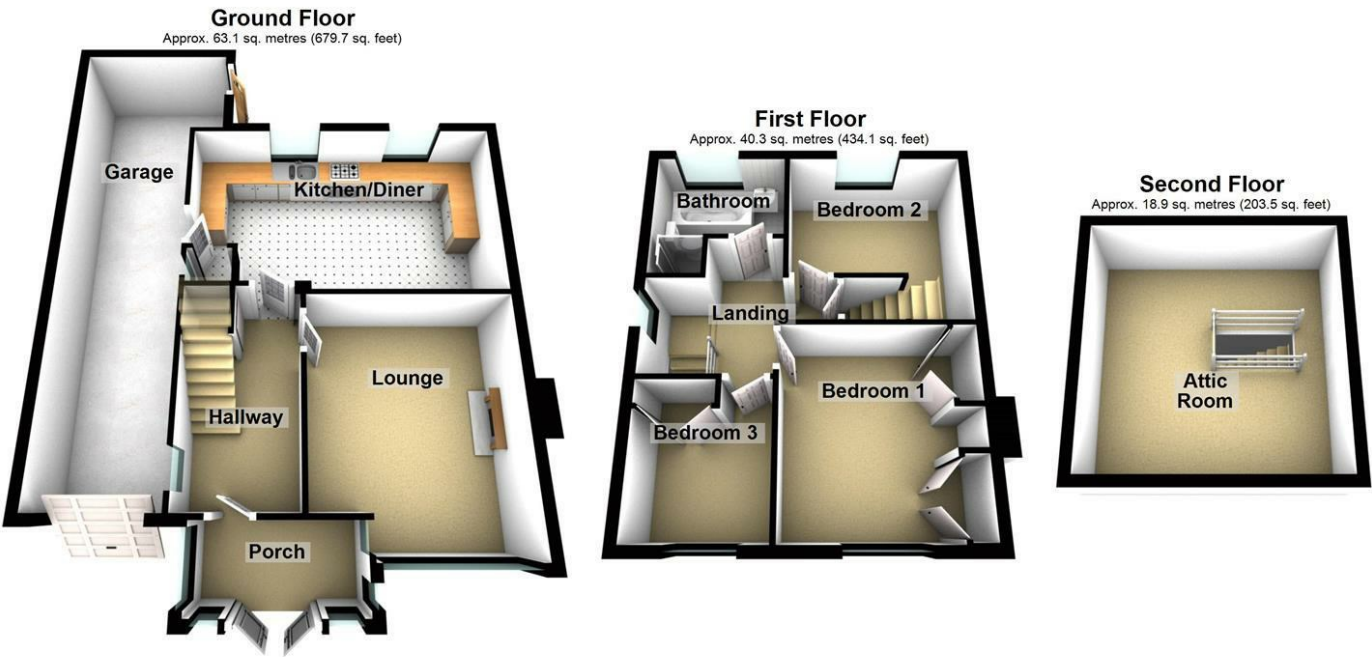 Ground Floor
Approx. 63.1 sq. metres (679.7 sq. feet)
Garage
Kitchen/Diner
Lounge
Hallway
Porch
First Floor
Approx. 40.3 sq. metres (434.1 sq. feet)
Bathroom
Bedroom 2
Landing
Bedroom 1
Bedroom 3
Second Floor
Approx. 18.9 sq. metres (203.5 sq. feet)
Attic
Room